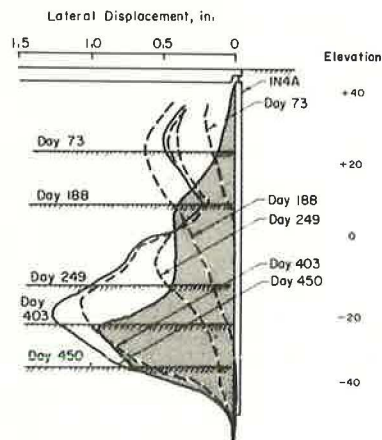 Lateral Displacement, in.
1.5 1.0 0.5 0
Elevation
IN4A
+40
Day 73
Day 73
+20
Day 188
Day 188
Day 249
0
Day 249
Day 403
Day 403
Day 450
-20
Day 450
-40